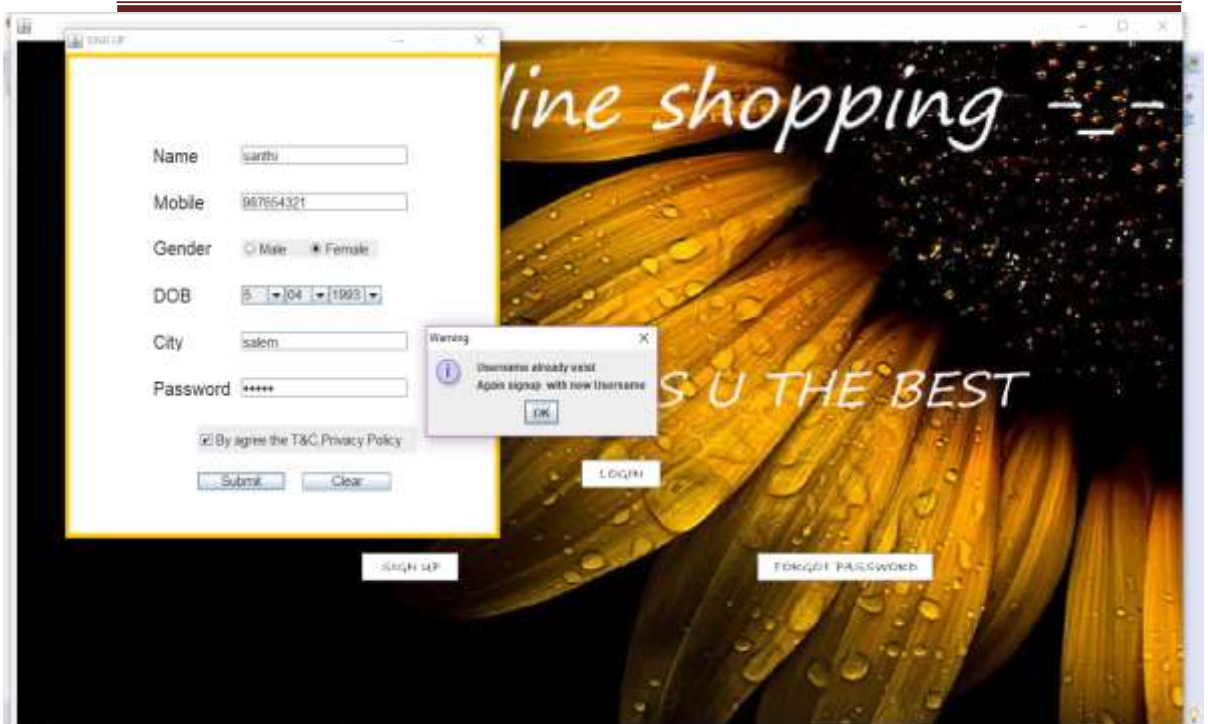 SIGN UP
line shopping -_-
Name santhi
Mobile 987654321
Gender Male Female
DOB 5 04 1993
City salem
Password *****
By agree the T&C,Privacy Policy
Submit Clear
Warning
Username already exist
Again signup with new Username
OK
S U THE BEST
LOGIN
SIGN UP
FORGOT PASSWORD